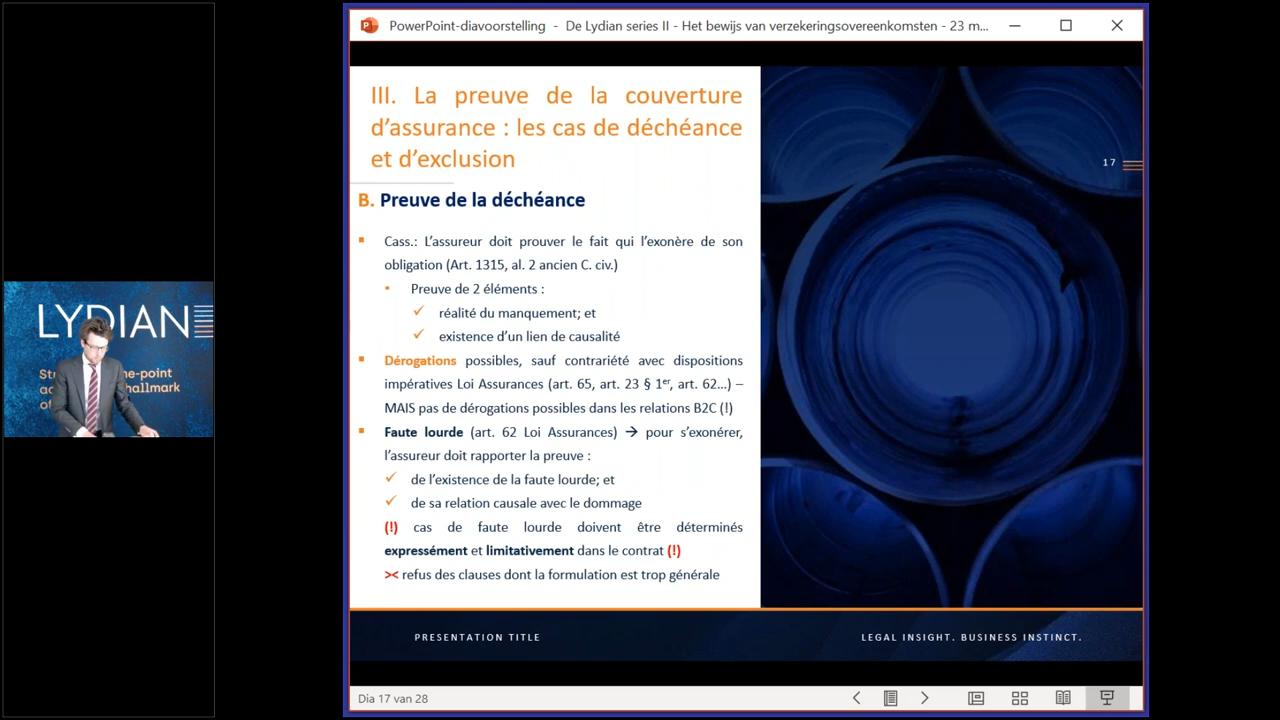 PowerPoint-diavoorstelling - De Lydian series II - Het bewijs van verzekeringsovereenkomsten - 23 m...
III. La preuve de la couverture
d’assurance : les cas de déchéance
et d’exclusion
17
B. Preuve de la déchéance
Cass.: L’assureur doit prouver le fait qui l’exonère de son
obligation (Art. 1315, al. 2 ancien C. civ.)
Preuve de 2 éléments :
réalité du manquement; et
existence d’un lien de causalité
Dérogations possibles, sauf contrariété avec dispositions
impératives Loi Assurances (art. 65, art. 23 § 1er, art. 62…) –
MAIS pas de dérogations possibles dans les relations B2C (!)
Faute lourde (art. 62 Loi Assurances) → pour s’exonérer,
l’assureur doit rapporter la preuve :
de l’existence de la faute lourde; et
de sa relation causale avec le dommage
(!) cas de faute lourde doivent être déterminés
expressément et limitativement dans le contrat (!)
>< refus des clauses dont la formulation est trop générale
PRESENTATION TITLE
LEGAL INSIGHT. BUSINESS INSTINCT.
Dia 17 van 28
LYDIAN